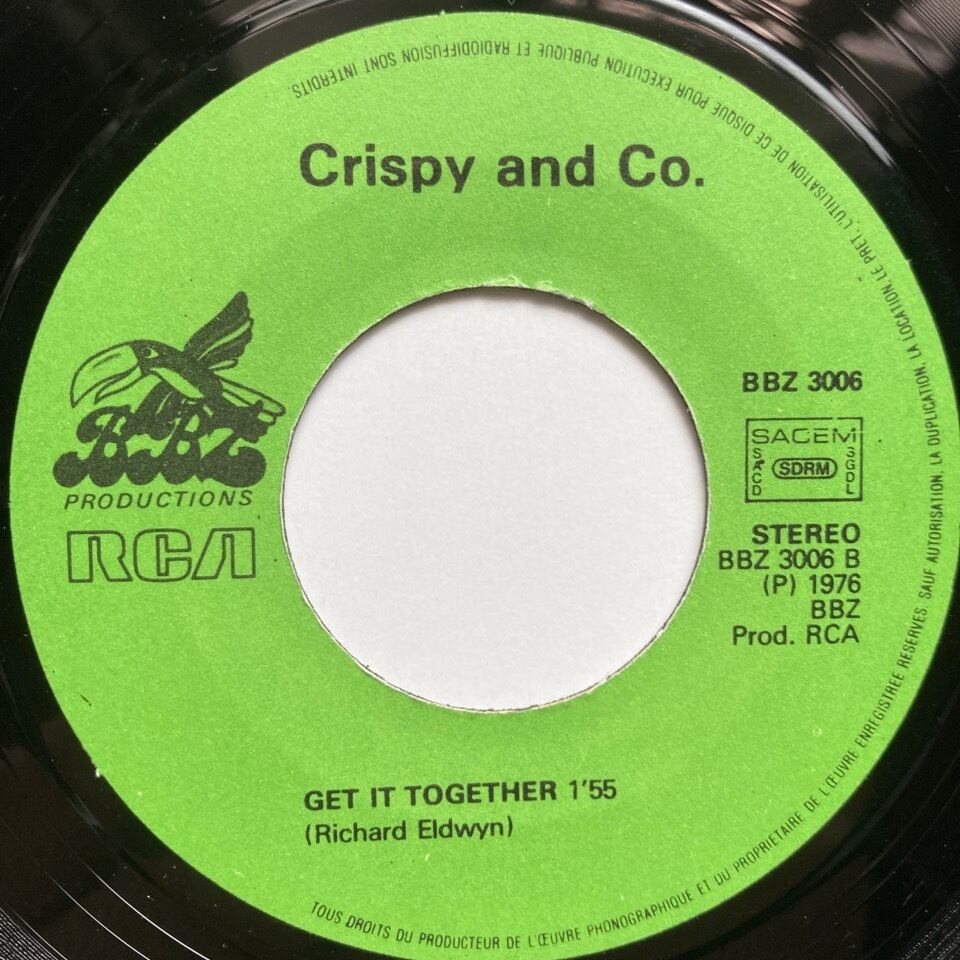 Crispy and Co.
BBZ
PRODUCTIONS
RCA
BBZ 3006
SACEM
SACD
SDRM
SGDL
STEREO
BBZ 3006 B
(P) 1976
BBZ
Prod. RCA
GET IT TOGETHER 1'55
(Richard Eldwyn)
TOUS DROITS DU PRODUCTEUR DE L'ŒUVRE PHONOGRAPHIQUE ET DU PROPRIETAIRE DE L'ŒUVRE ENREGISTREE RESERVES. SAUF AUTORISATION, LA DUPLICATION, LA LOCATION, LE PRET, L'UTILISATION DE CE DISQUE POUR EXECUTION PUBLIQUE ET RADIODIFFUSION SONT INTERDITS.